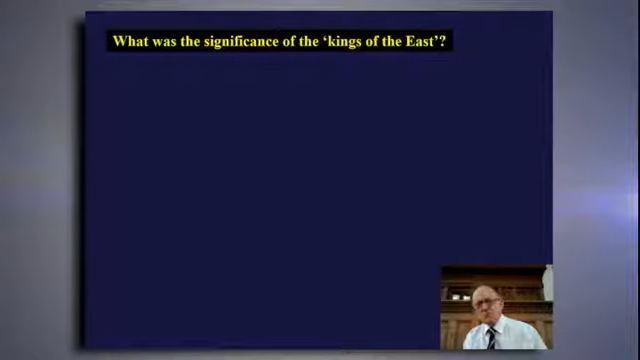 What was the significance of the ‘kings of the East’?